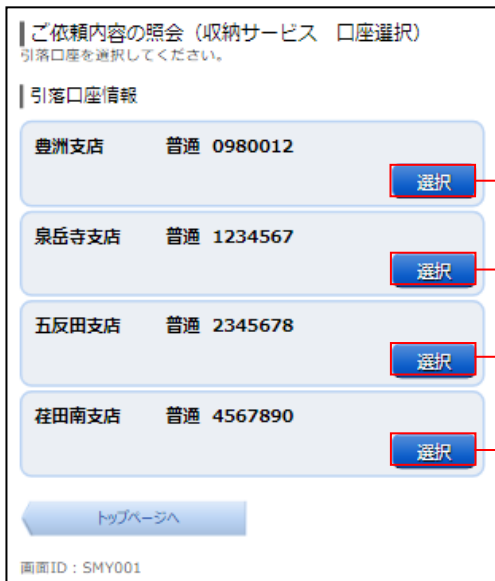 ご依頼内容の照会（収納サービス　口座選択）
引落口座を選択してください。
引落口座情報
豊洲支店　普通 0980012
選択
泉岳寺支店　普通 1234567
選択
五反田支店　普通 2345678
選択
荏田南支店　普通 4567890
選択
トップページへ
画面ID：SMY001